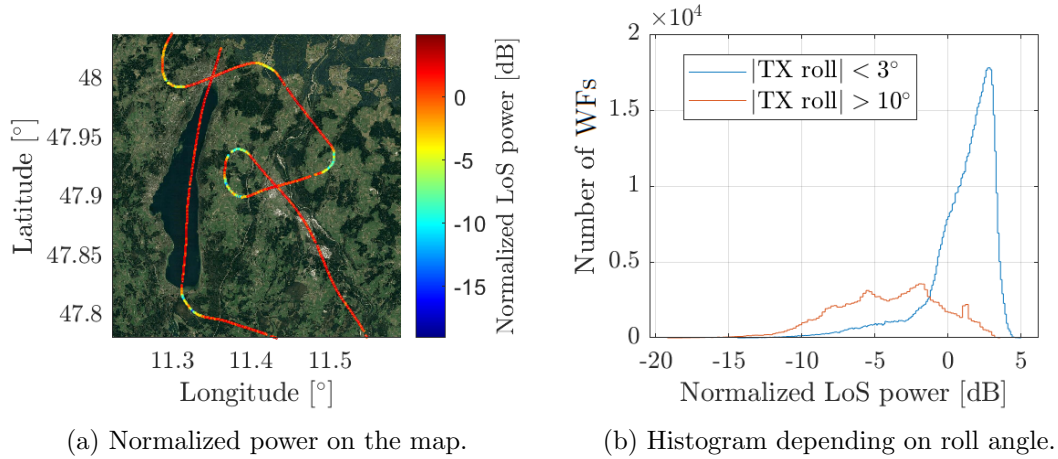 48
47.95
47.9
47.85
47.8
Latitude [°]
11.3 11.4 11.5
Longitude [°]
0
-5
-10
-15
Normalized LoS power [dB]
(a) Normalized power on the map.
×10⁴
2
1.5
1
0.5
0
Number of WFs
|TX roll| < 3°
|TX roll| > 10°
-20 -15 -10 -5 0 5
Normalized LoS power [dB]
(b) Histogram depending on roll angle.